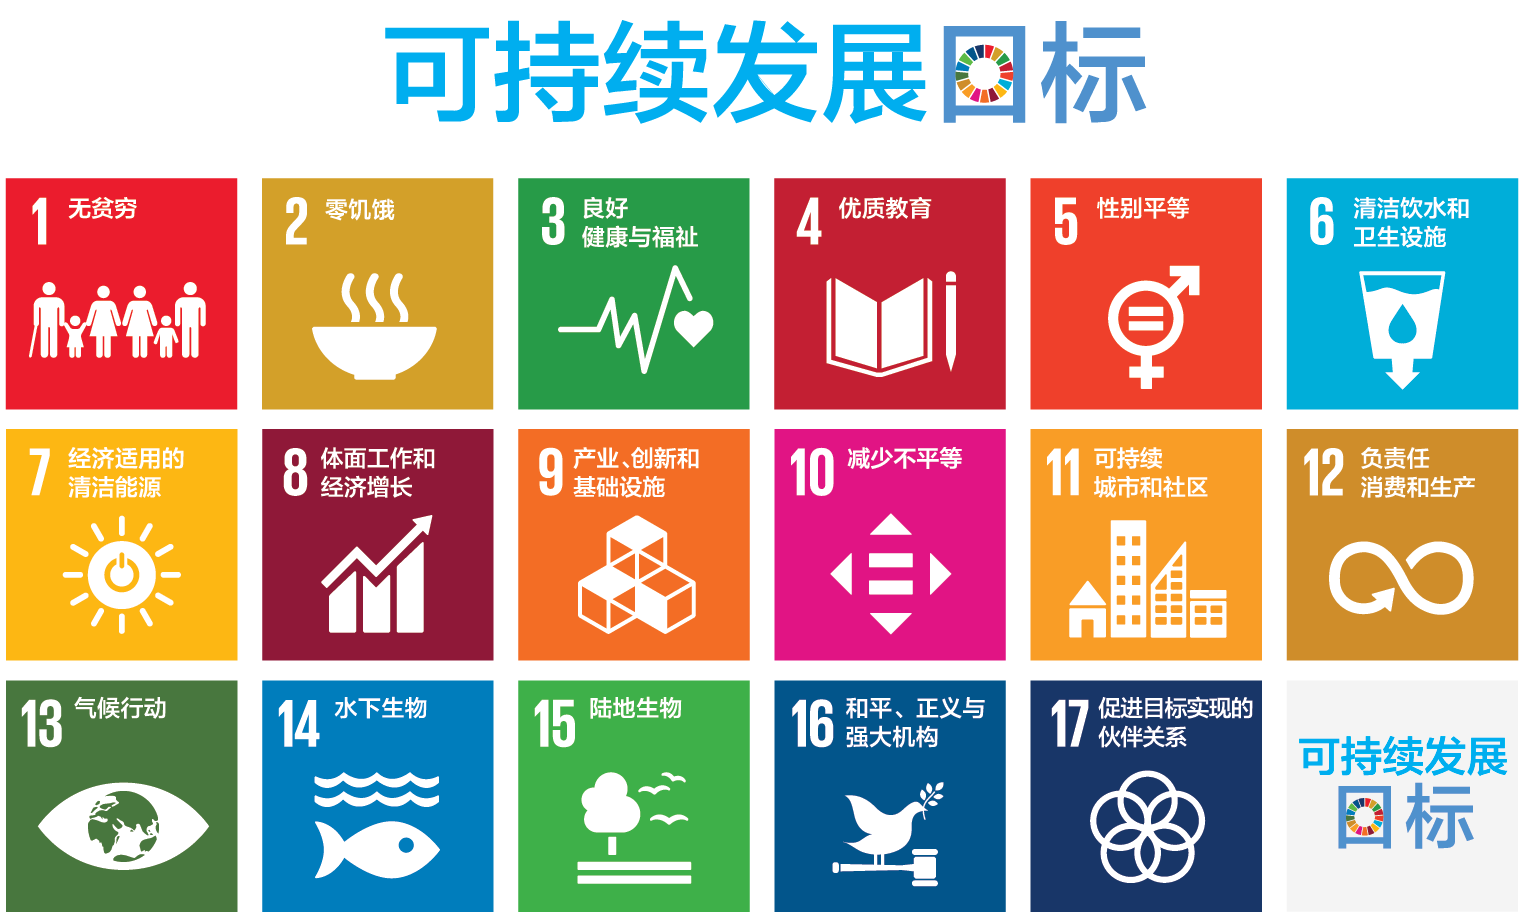 可持续发展目标
1 无贫穷
2 零饥饿
3 良好
健康与福祉
4 优质教育
5 性别平等
6 清洁饮水和
卫生设施
7 经济适用的
清洁能源
8 体面工作和
经济增长
9 产业、创新和
基础设施
10 减少不平等
11 可持续
城市和社区
12 负责任
消费和生产
13 气候行动
14 水下生物
15 陆地生物
16 和平、正义与
强大机构
17 促进目标实现的
伙伴关系
可持续发展
目标